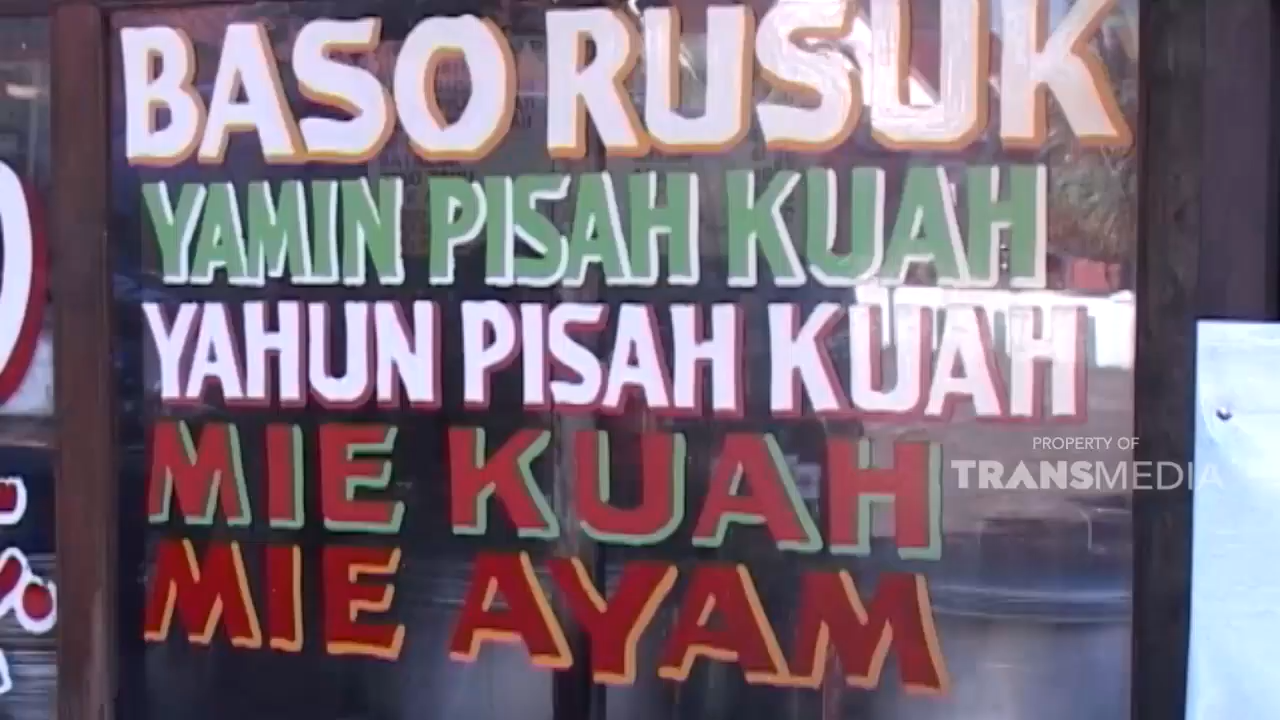 BASO RUSUK
YAMIN PISAH KUAH
YAHUN PISAH KUAH
MIE KUAH
MIE AYAM
PROPERTY OF
TRANSMEDIA